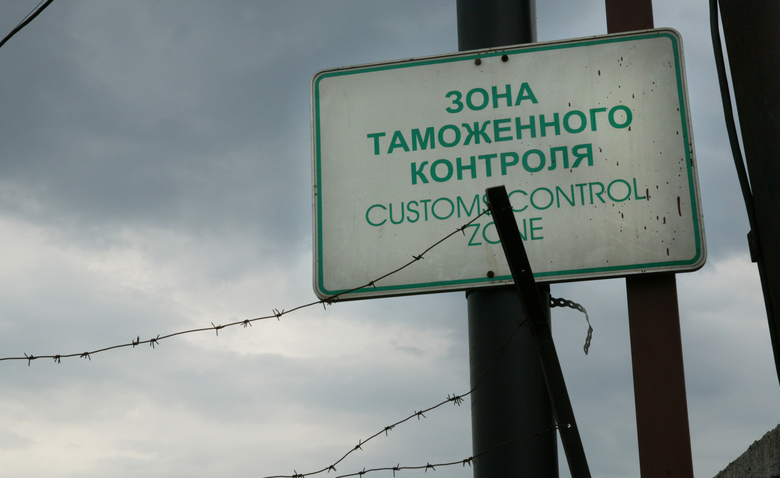 ЗОНА
ТАМОЖЕННОГО
КОНТРОЛЯ
CUSTOMS CONTROL
ZONE